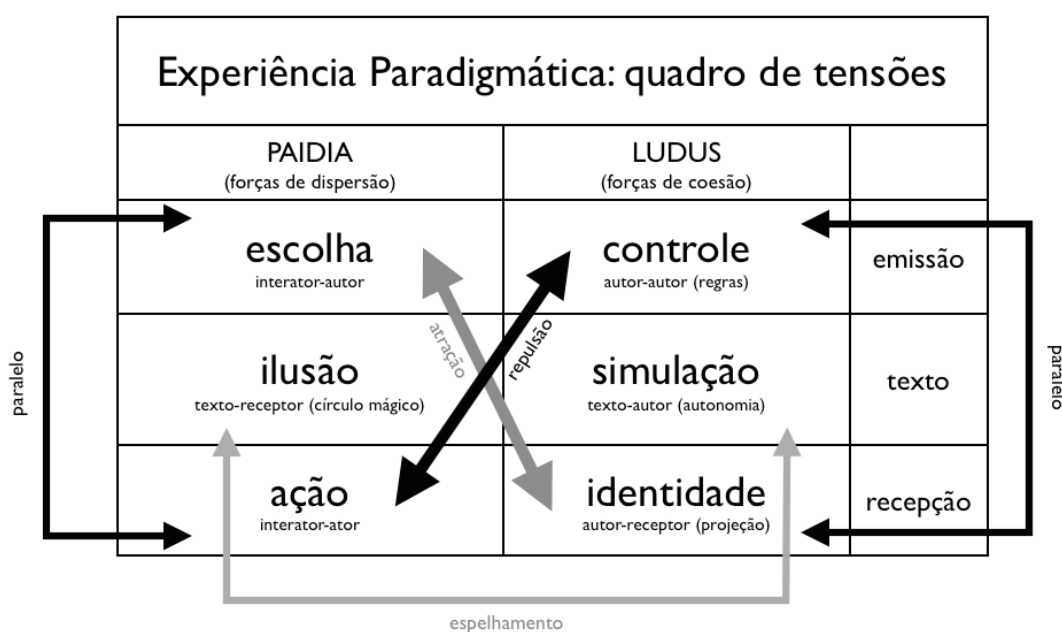 Experiência Paradigmática: quadro de tensões
PAIDIA
(forças de dispersão)
LUDUS
(forças de coesão)
escolha
interator-autor
controle
autor-autor (regras)
emissão
atração
repulsão
ilusão
texto-receptor (círculo mágico)
simulação
texto-autor (autonomia)
texto
paralelo
paralelo
ação
interator-ator
identidade
autor-receptor (projeção)
recepção
espelhamento